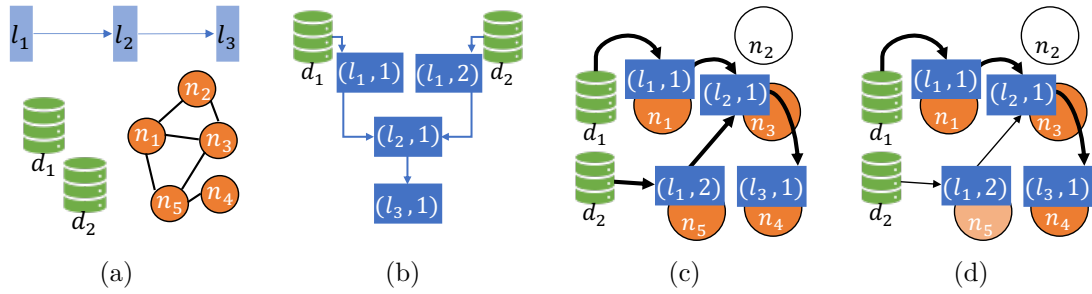 l₁ l₂ l₃
d₁
d₂
n₂
n₁ n₃
n₅ n₄
(a)
d₁ d₂
(l₁,1) (l₁,2)
(l₂,1)
(l₃,1)
(b)
n₂
(l₁,1)
(l₂,1)
d₁ n₁ n₃
(l₁,2) (l₃,1)
d₂ n₅ n₄
(c)
n₂
(l₁,1)
(l₂,1)
d₁ n₁ n₃
(l₁,2) (l₃,1)
d₂ n₅ n₄
(d)